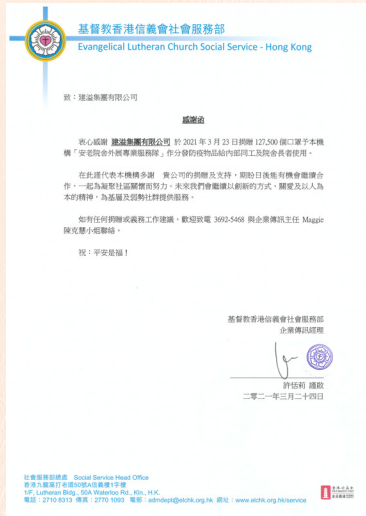 基督教香港信義會社會服務部
Evangelical Lutheran Church Social Service - Hong Kong
致：建溢集團有限公司
感謝函
衷心感謝 建溢集團有限公司 於 2021 年 3 月 23 日捐贈 127,500 個口罩予本機
構「安老院舍外展專業服務隊」作分發防疫物品給內部同工及院舍長者使用。
在此謹代表本機構多謝 貴公司的捐贈及支持，期盼日後能有機會繼續合
作，一起為凝聚社區關懷而努力。未來我們會繼續以創新的方式、關愛及以人為
本的精神，為基層及弱勢社群提供服務。
如有任何捐贈或義務工作建議，歡迎致電 3692-5468 與企業傳訊主任 Maggie
陳克慧小姐聯絡。
祝：平安是福！
基督教香港信義會社會服務部
企業傳訊經理
許恬莉 謹啟
二零二一年三月二十四日
社會服務部總處 Social Service Head Office
香港九龍窩打老道50號A信義樓1字樓
1/F, Lutheran Bldg., 50A Waterloo Rd., Kln., H.K.
電話：2710 8313 傳真：2770 1093 電郵：admdept@elchk.org.hk 網址：www.elchk.org.hk/service